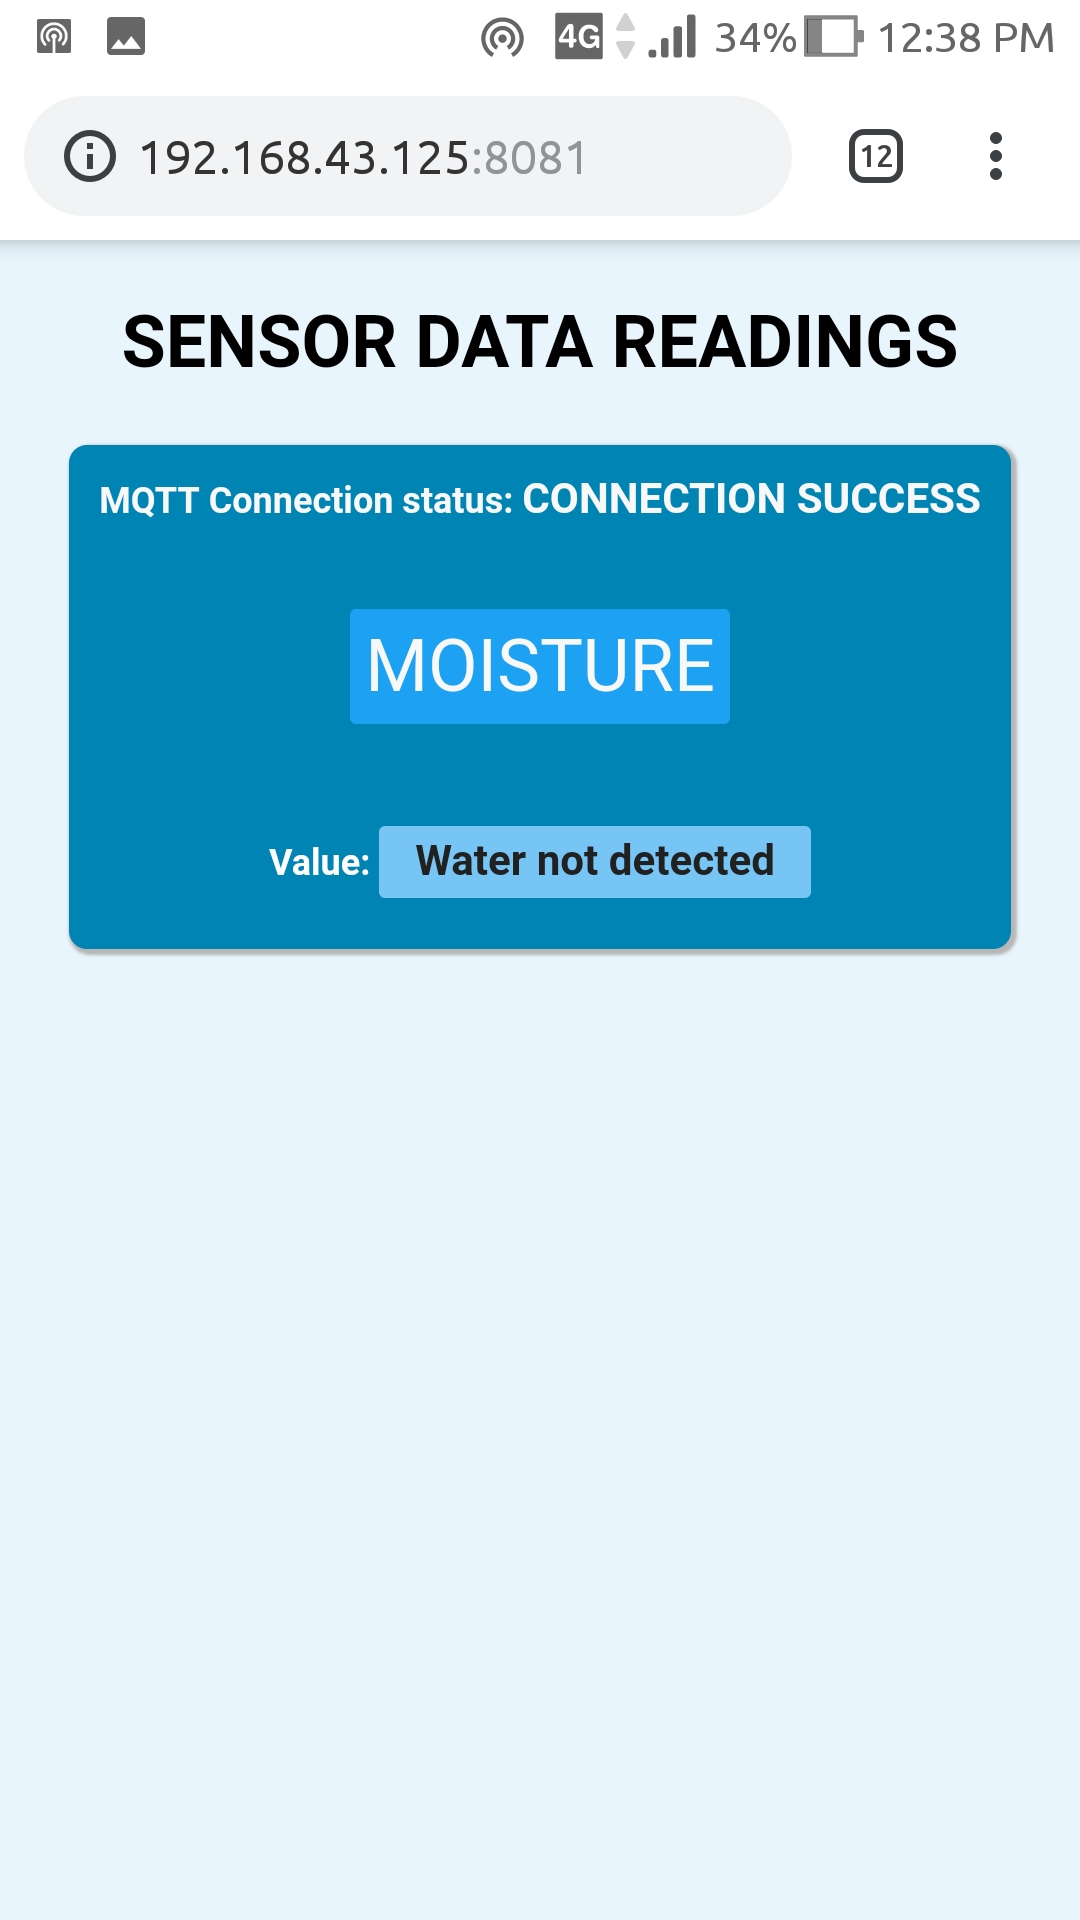 4G 34% 12:38 PM
192.168.43.125:8081 12
SENSOR DATA READINGS
MQTT Connection status: CONNECTION SUCCESS
MOISTURE
Value: Water not detected